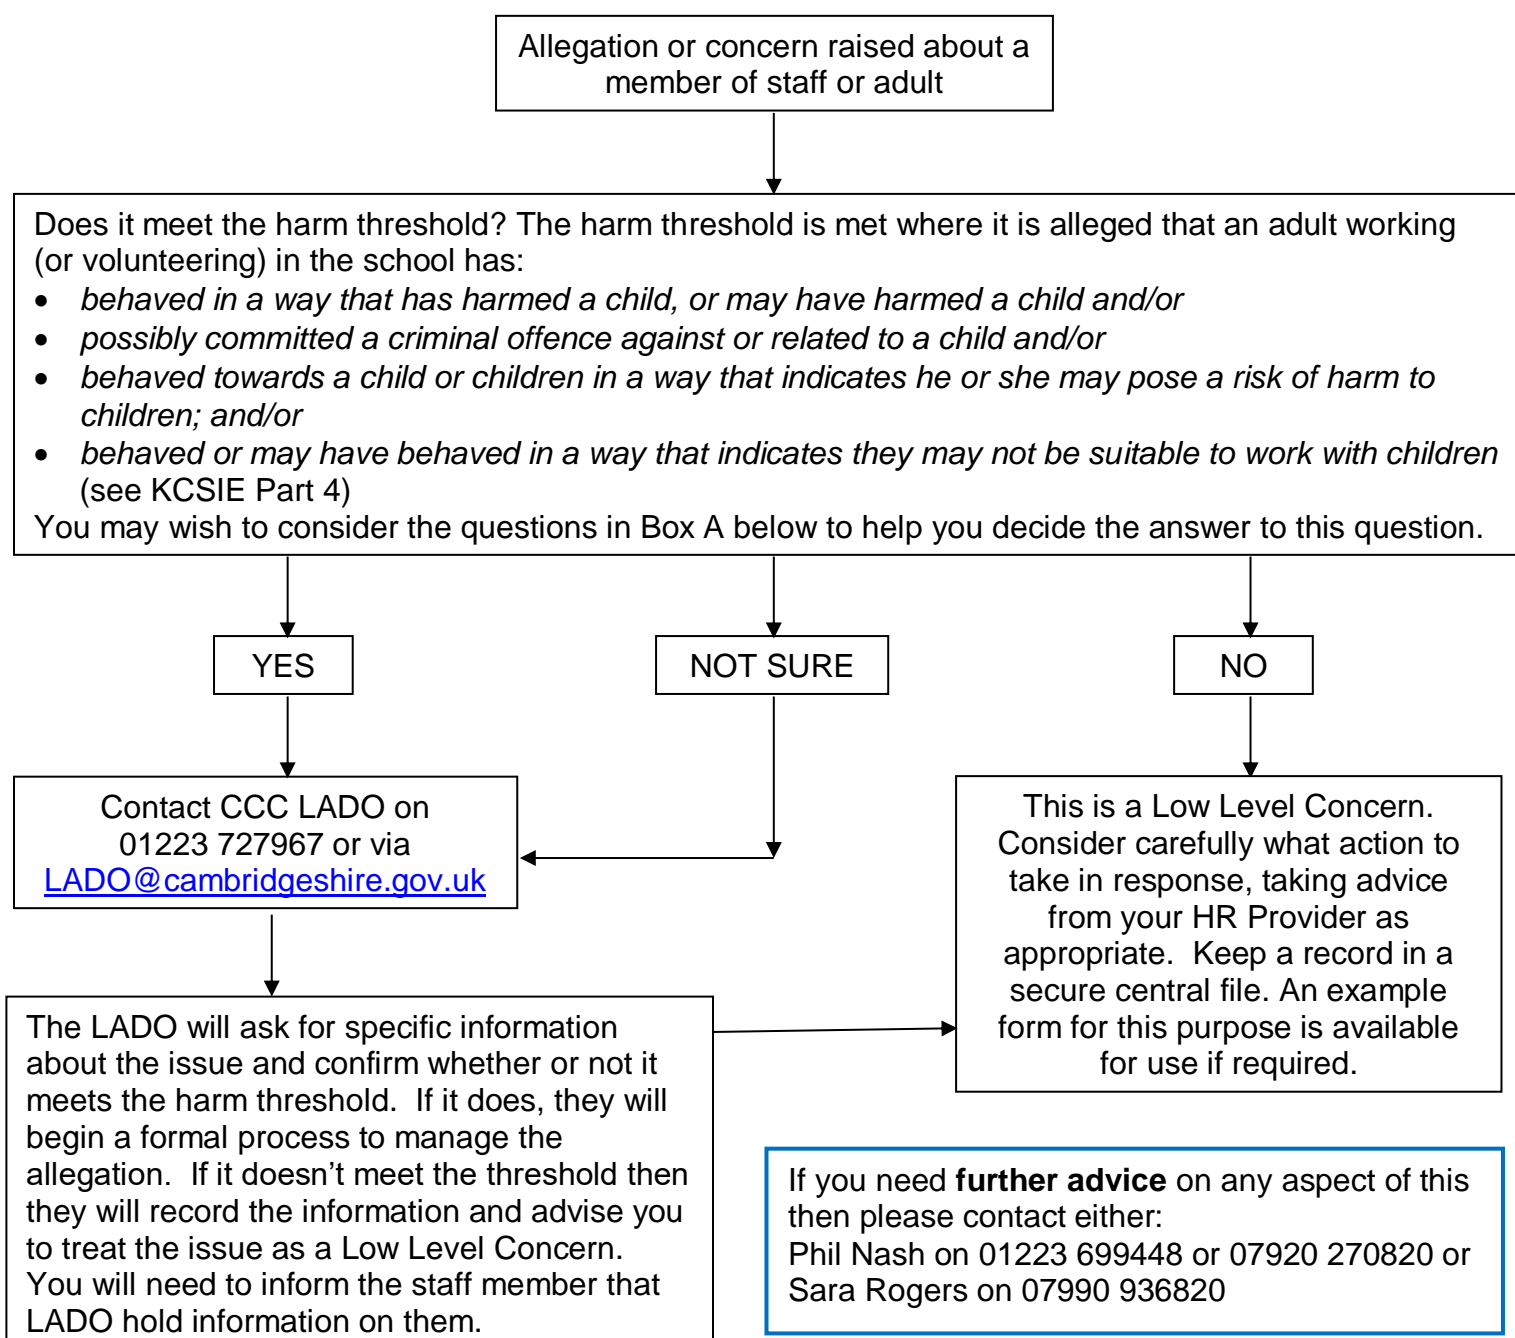 Allegation or concern raised about a
member of staff or adult
Does it meet the harm threshold? The harm threshold is met where it is alleged that an adult working
(or volunteering) in the school has:
• behaved in a way that has harmed a child, or may have harmed a child and/or
• possibly committed a criminal offence against or related to a child and/or
• behaved towards a child or children in a way that indicates he or she may pose a risk of harm to
children; and/or
• behaved or may have behaved in a way that indicates they may not be suitable to work with children
(see KCSIE Part 4)
You may wish to consider the questions in Box A below to help you decide the answer to this question.
YES
NOT SURE
NO
Contact CCC LADO on
01223 727967 or via
LADO@cambridgeshire.gov.uk
This is a Low Level Concern.
Consider carefully what action to
take in response, taking advice
from your HR Provider as
appropriate.  Keep a record in a
secure central file. An example
form for this purpose is available
for use if required.
The LADO will ask for specific information
about the issue and confirm whether or not it
meets the harm threshold.  If it does, they will
begin a formal process to manage the
allegation.  If it doesn’t meet the threshold then
they will record the information and advise you
to treat the issue as a Low Level Concern.
You will need to inform the staff member that
LADO hold information on them.
If you need further advice on any aspect of this
then please contact either:
Phil Nash on 01223 699448 or 07920 270820 or
Sara Rogers on 07990 936820